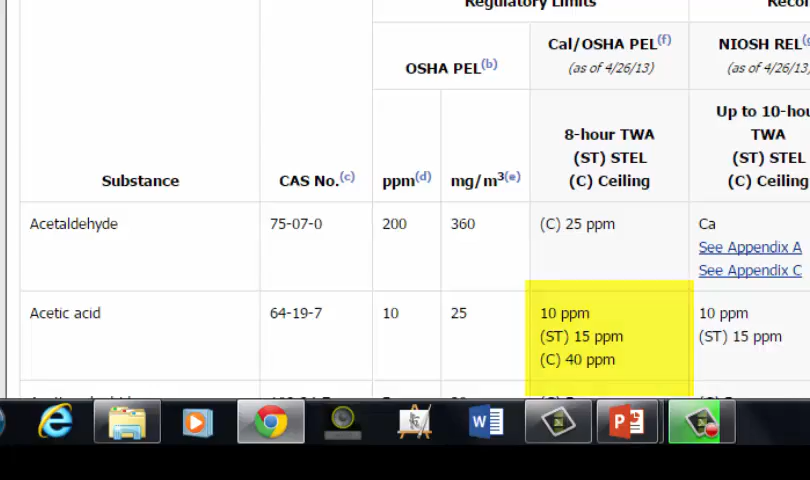 Regulatory Limits
Recor
OSHA PEL(b)
Cal/OSHA PEL(f)
(as of 4/26/13)
NIOSH REL(g
(as of 4/26/13)
Substance
CAS No.(c)
ppm(d)
mg/m3(e)
8-hour TWA
(ST) STEL
(C) Ceiling
Up to 10-hou
TWA
(ST) STEL
(C) Ceiling
Acetaldehyde
75-07-0
200
360
(C) 25 ppm
Ca
See Appendix A
See Appendix C
Acetic acid
64-19-7
10
25
10 ppm
(ST) 15 ppm
(C) 40 ppm
10 ppm
(ST) 15 ppm